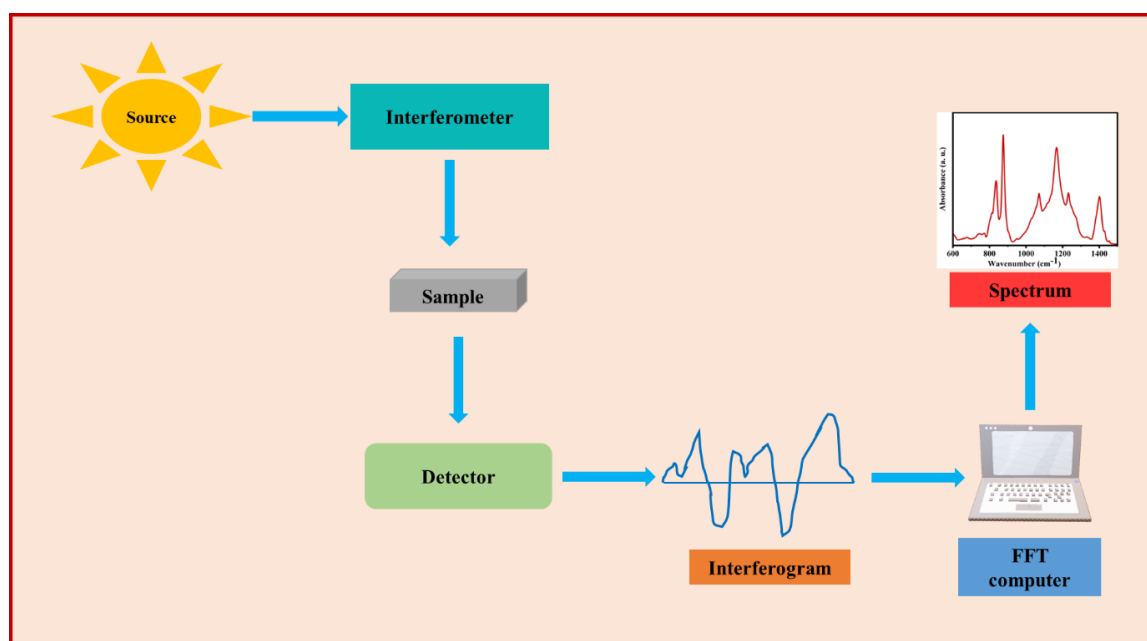 Source
Interferometer
Sample
Detector
Interferogram
FFT
computer
Spectrum
Absorbance (a. u.)
600 800 1000 1200 1400
Wavenumber (cm-1)